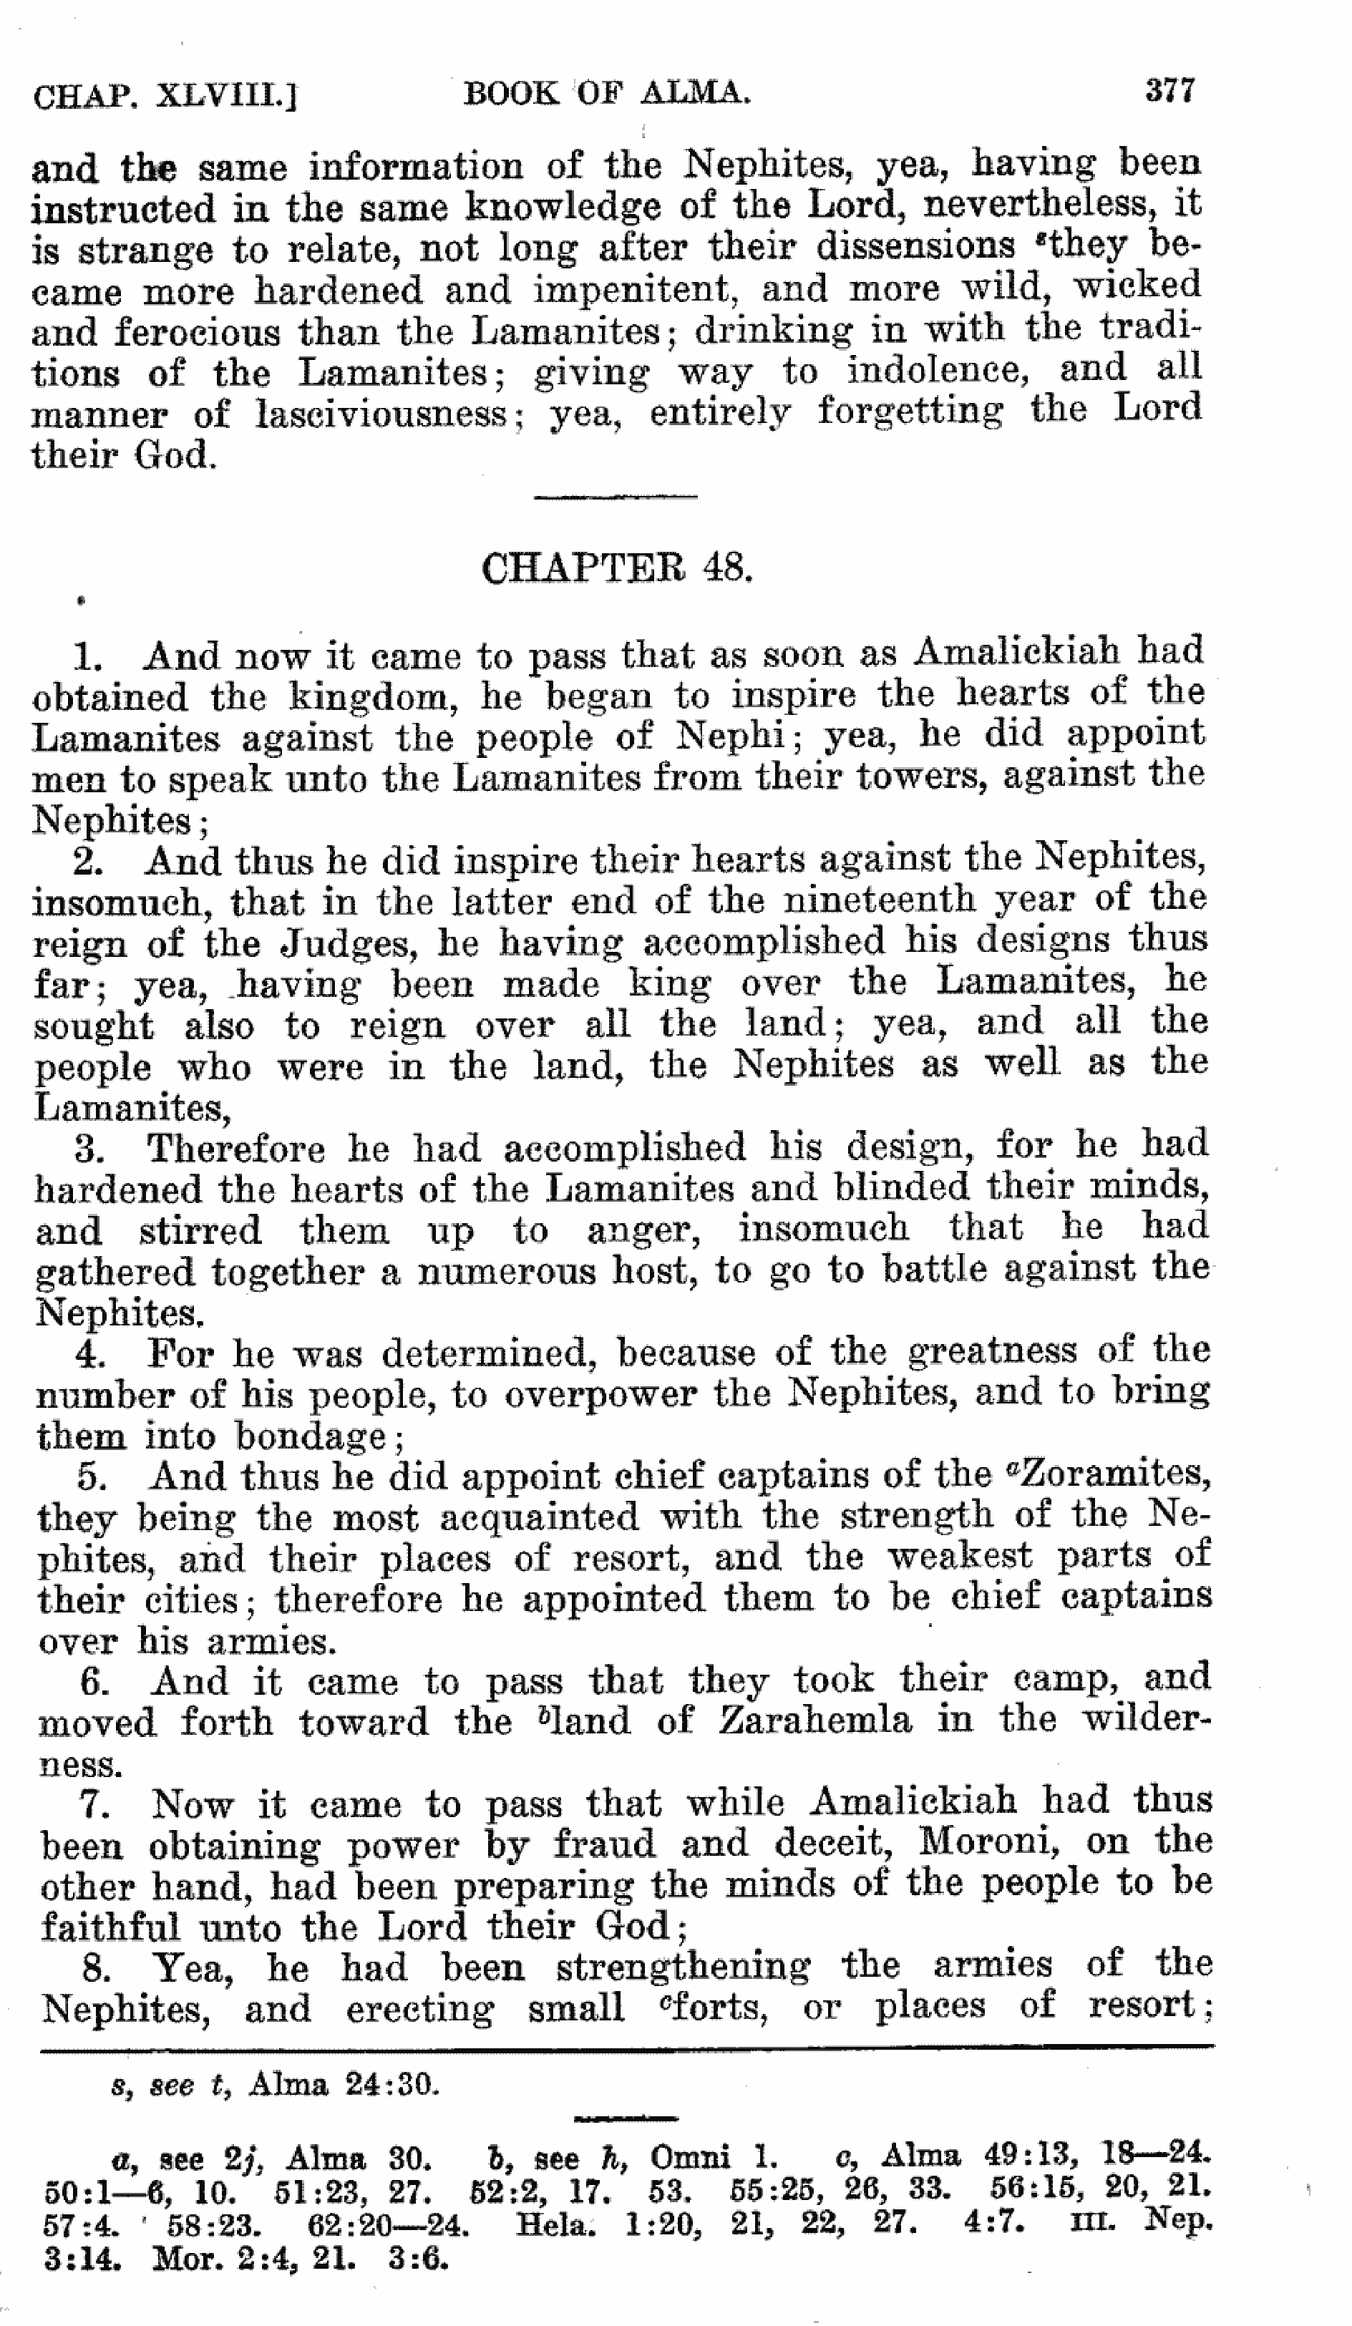 CHAP. XLVIII.] BOOK OF ALMA. 377
and the same information of the Nephites, yea, having been
instructed in the same knowledge of the Lord, nevertheless, it
is strange to relate, not long after their dissensions sthey be-
came more hardened and impenitent, and more wild, wicked
and ferocious than the Lamanites; drinking in with the tradi-
tions of the Lamanites; giving way to indolence, and all
manner of lasciviousness; yea, entirely forgetting the Lord
their God.
CHAPTER 48.
1. And now it came to pass that as soon as Amalickiah had
obtained the kingdom, he began to inspire the hearts of the
Lamanites against the people of Nephi; yea, he did appoint
men to speak unto the Lamanites from their towers, against the
Nephites;
2. And thus he did inspire their hearts against the Nephites,
insomuch, that in the latter end of the nineteenth year of the
reign of the Judges, he having accomplished his designs thus
far; yea, having been made king over the Lamanites, he
sought also to reign over all the land; yea, and all the
people who were in the land, the Nephites as well as the
Lamanites,
3. Therefore he had accomplished his design, for he had
hardened the hearts of the Lamanites and blinded their minds,
and stirred them up to anger, insomuch that he had
gathered together a numerous host, to go to battle against the
Nephites.
4. For he was determined, because of the greatness of the
number of his people, to overpower the Nephites, and to bring
them into bondage;
5. And thus he did appoint chief captains of the aZoramites,
they being the most acquainted with the strength of the Ne-
phites, and their places of resort, and the weakest parts of
their cities; therefore he appointed them to be chief captains
over his armies.
6. And it came to pass that they took their camp, and
moved forth toward the bland of Zarahemla in the wilder-
ness.
7. Now it came to pass that while Amalickiah had thus
been obtaining power by fraud and deceit, Moroni, on the
other hand, had been preparing the minds of the people to be
faithful unto the Lord their God;
8. Yea, he had been strengthening the armies of the
Nephites, and erecting small cforts, or places of resort;
s, see t, Alma 24:30.
a, see 2j, Alma 30. b, see h, Omni 1. c, Alma 49:13, 18—24.
50:1—6, 10. 51:23, 27. 52:2, 17. 53. 55:25, 26, 33. 56:15, 20, 21.
57:4. 58:23. 62:20—24. Hela. 1:20, 21, 22, 27. 4:7. III. Nep.
3:14. Mor. 2:4, 21. 3:6.